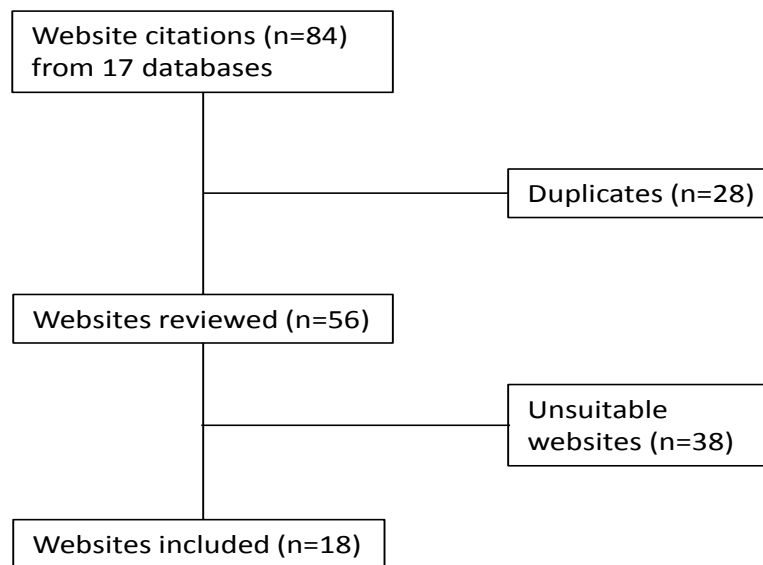 Website citations (n=84)
from 17 databases
Duplicates (n=28)
Websites reviewed (n=56)
Unsuitable
websites (n=38)
Websites included (n=18)